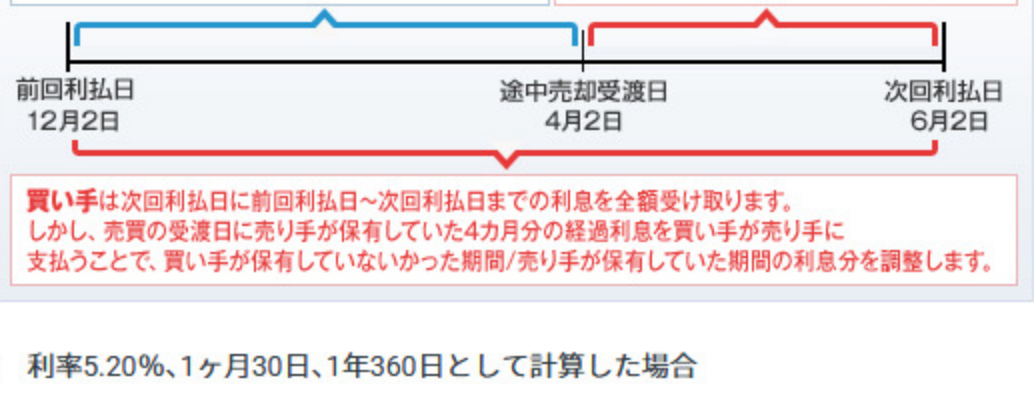 前回利払日
12月2日
途中売却受渡日
4月2日
次回利払日
6月2日
買い手は次回利払日に前回利払日～次回利払日までの利息を全額受け取ります。
しかし、売買の受渡日に売り手が保有していた4カ月分の経過利息を買い手が売り手に
支払うことで、買い手が保有していないかった期間/売り手が保有していた期間の利息分を調整します。
利率5.20%、1ヶ月30日、1年360日として計算した場合